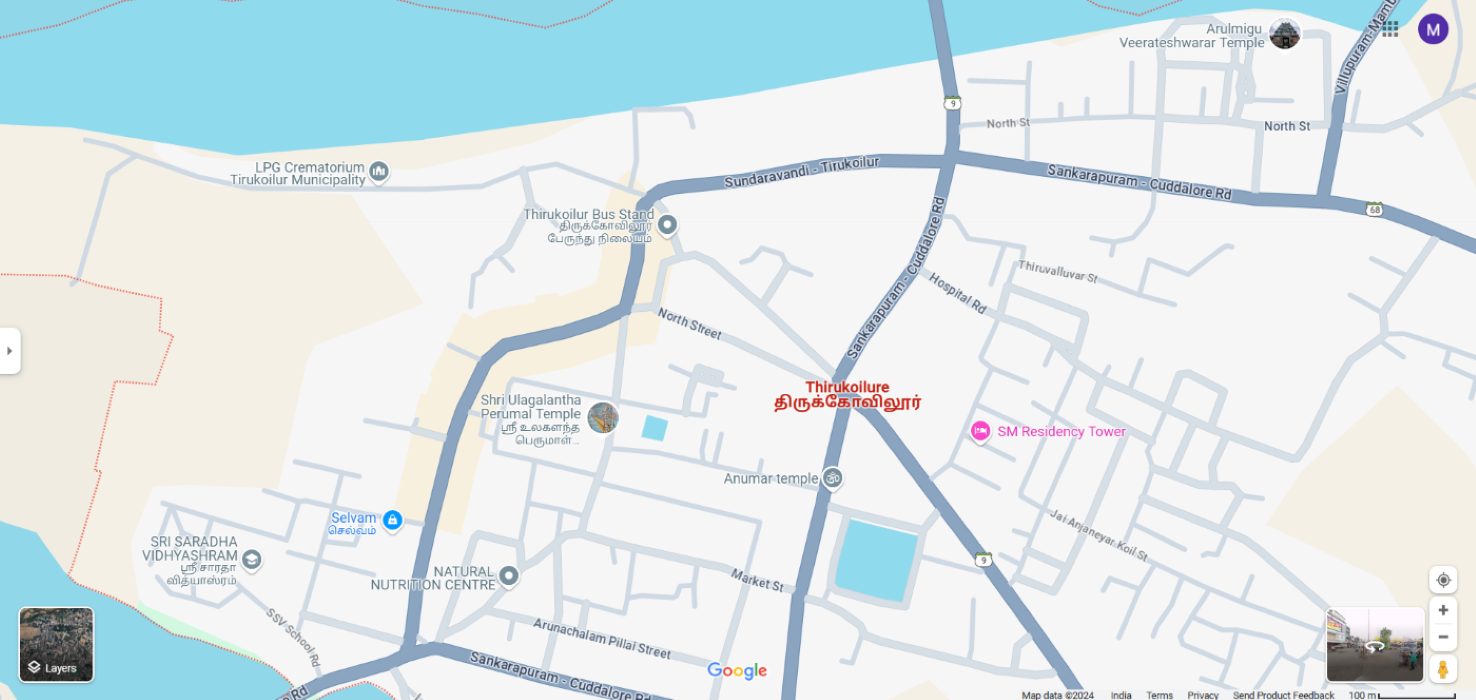 Arulmigu
Veerateshwarar Temple
M
Villupuram-Mamb
9
North St
North St
LPG Crematorium
Tirukoilur Municipality
Sundaravandi - Tirukoilur
Sankarapuram - Cuddalore Rd
68
Thirukoilur Bus Stand
திருக்கோவிலூர்
பேருந்து நிலையம்
Sankarapuram - Cuddalore Rd
Thiruvalluvar St
Hospital Rd
North Street
Thirukoilure
திருக்கோவிலூர்
Shri Ulagalantha
Perumal Temple
ஸ்ரீ உலகளந்த
பெருமாள்...
SM Residency Tower
Anumar temple
Selvam
செல்வம்
SRI SARADHA
VIDHYASHRAM
ஸ்ரீ சாரதா
வித்யாஸ்ரம்
Jai Anjaneyar Koil St
9
NATURAL
NUTRITION CENTRE
Market St
SSV School Rd
Arunachalam Pillai Street
Layers
Sankarapuram - Cuddalore Rd
Google
Rd
Map data ©2024 India Terms Privacy Send Product Feedback 100 m